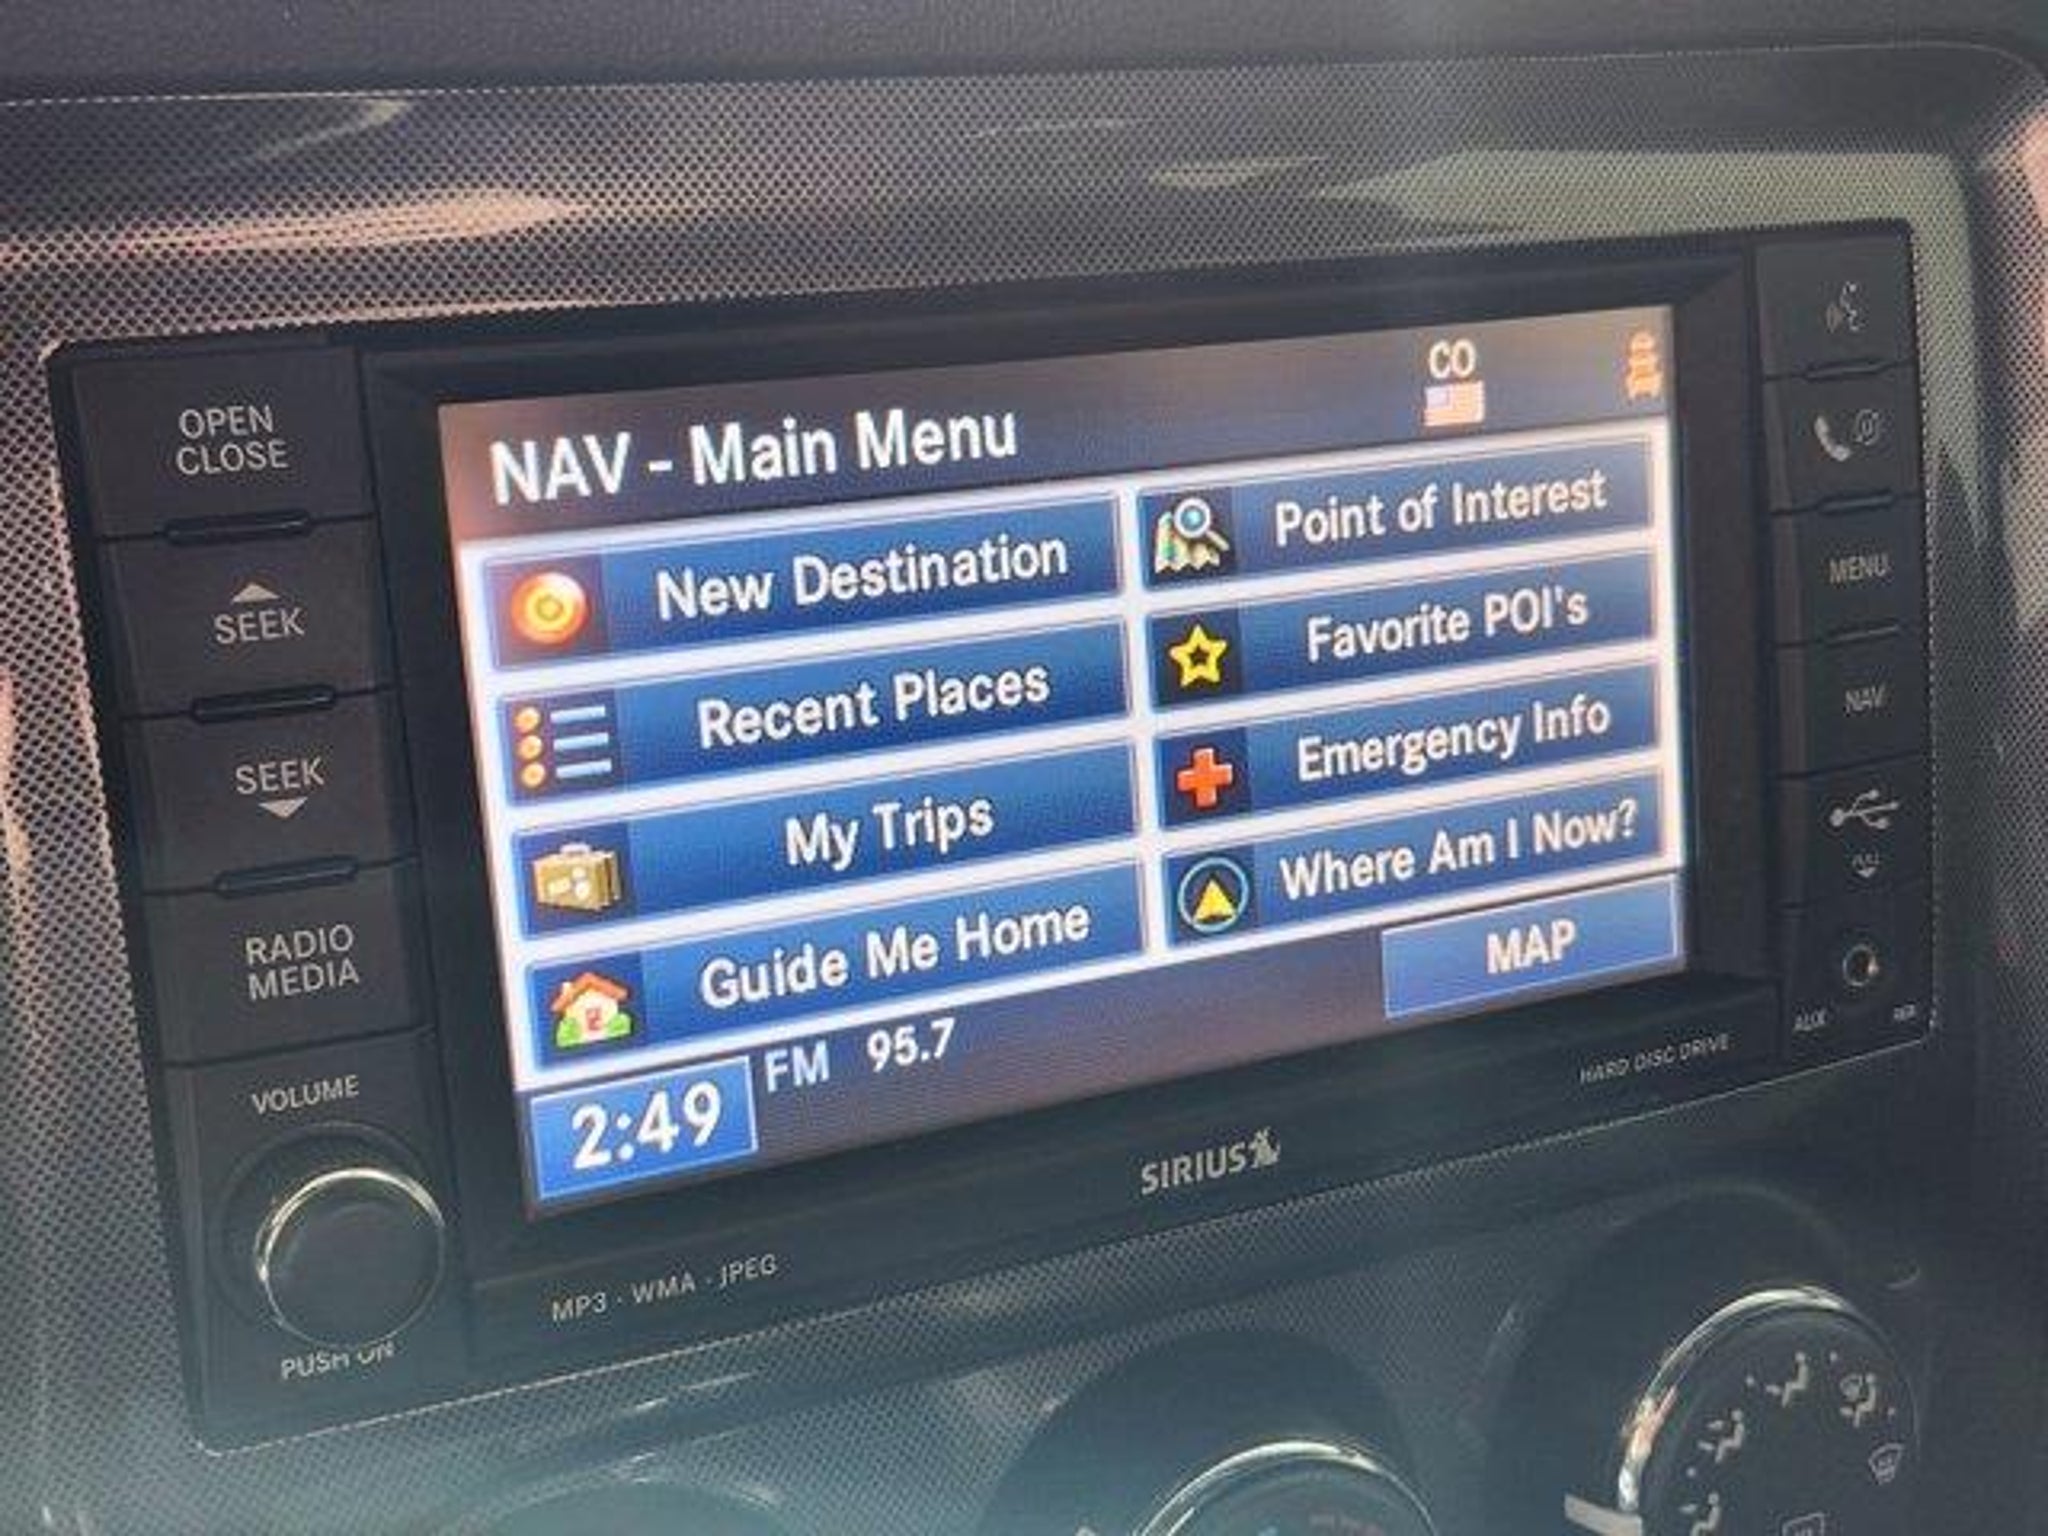 OPEN
CLOSE
SEEK
SEEK
RADIO
MEDIA
VOLUME
PUSH ON
CO
NAV - Main Menu
New Destination
Point of Interest
Recent Places
Favorite POI's
My Trips
Emergency Info
Guide Me Home
Where Am I Now?
MAP
2:49
FM 95.7
MENU
NAV
AUX
HARD DISC DRIVE
SIRIUS
MP3 · WMA · JPEG